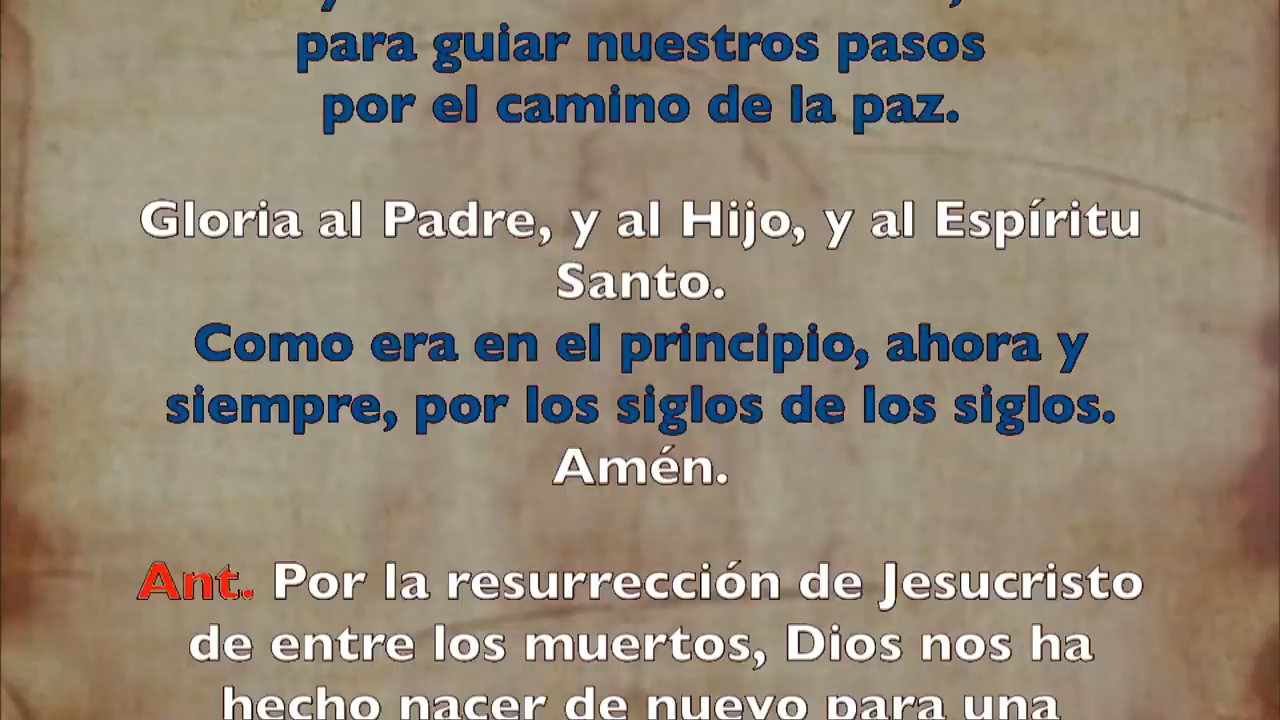 para guiar nuestros pasos
por el camino de la paz.
Gloria al Padre, y al Hijo, y al Espíritu
Santo.
Como era en el principio, ahora y
siempre, por los siglos de los siglos.
Amén.
Ant. Por la resurrección de Jesucristo
de entre los muertos, Dios nos ha
hecho nacer de nuevo para una